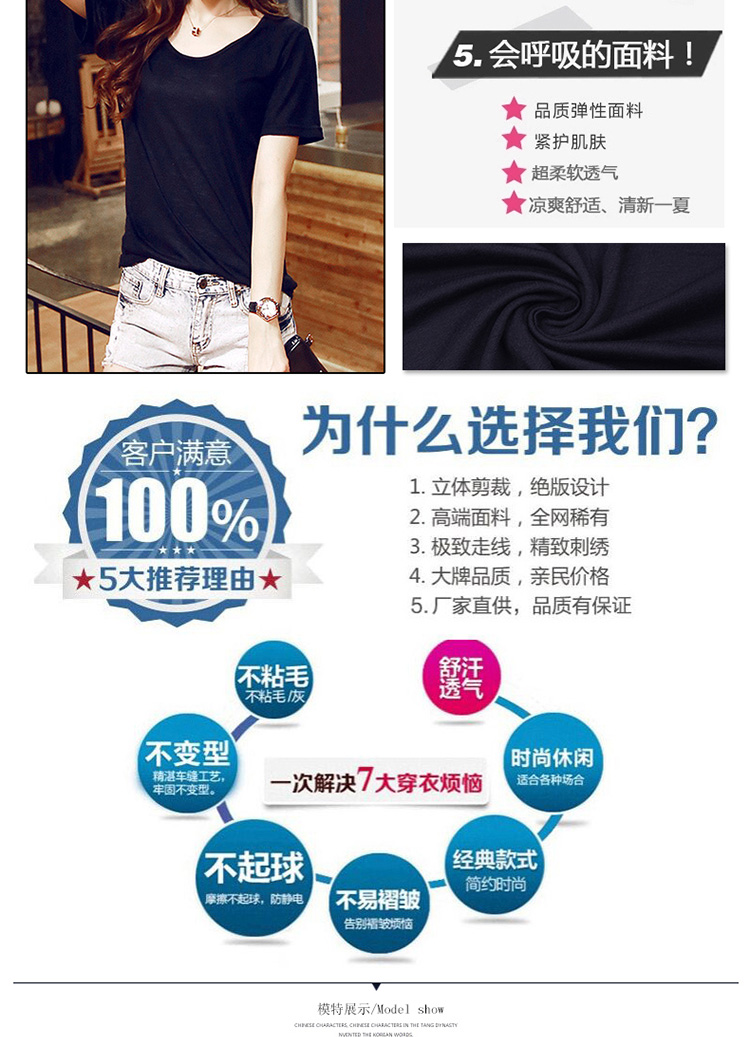 5. 会呼吸的面料！
品质弹性面料
紧护肌肤
超柔软透气
凉爽舒适、清新一夏
为什么选择我们?
客户满意
100%
5大推荐理由
1. 立体剪裁，绝版设计
2. 高端面料，全网稀有
3. 极致走线，精致刺绣
4. 大牌品质，亲民价格
5. 厂家直供，品质有保证
不粘毛
不粘毛/灰
舒汗
透气
不变型
精湛车缝工艺，
牢固不变型。
时尚休闲
适合各种场合
一次解决7大穿衣烦恼
不起球
摩擦不起球，防静电
不易褶皱
告别褶皱烦恼
经典款式
简约时尚
模特展示/Model show
CHINESE CHARACTERS, CHINESE CHARACTERS IN THE TANG DYNASTY
NVENTED THE KOREAN WORDS.